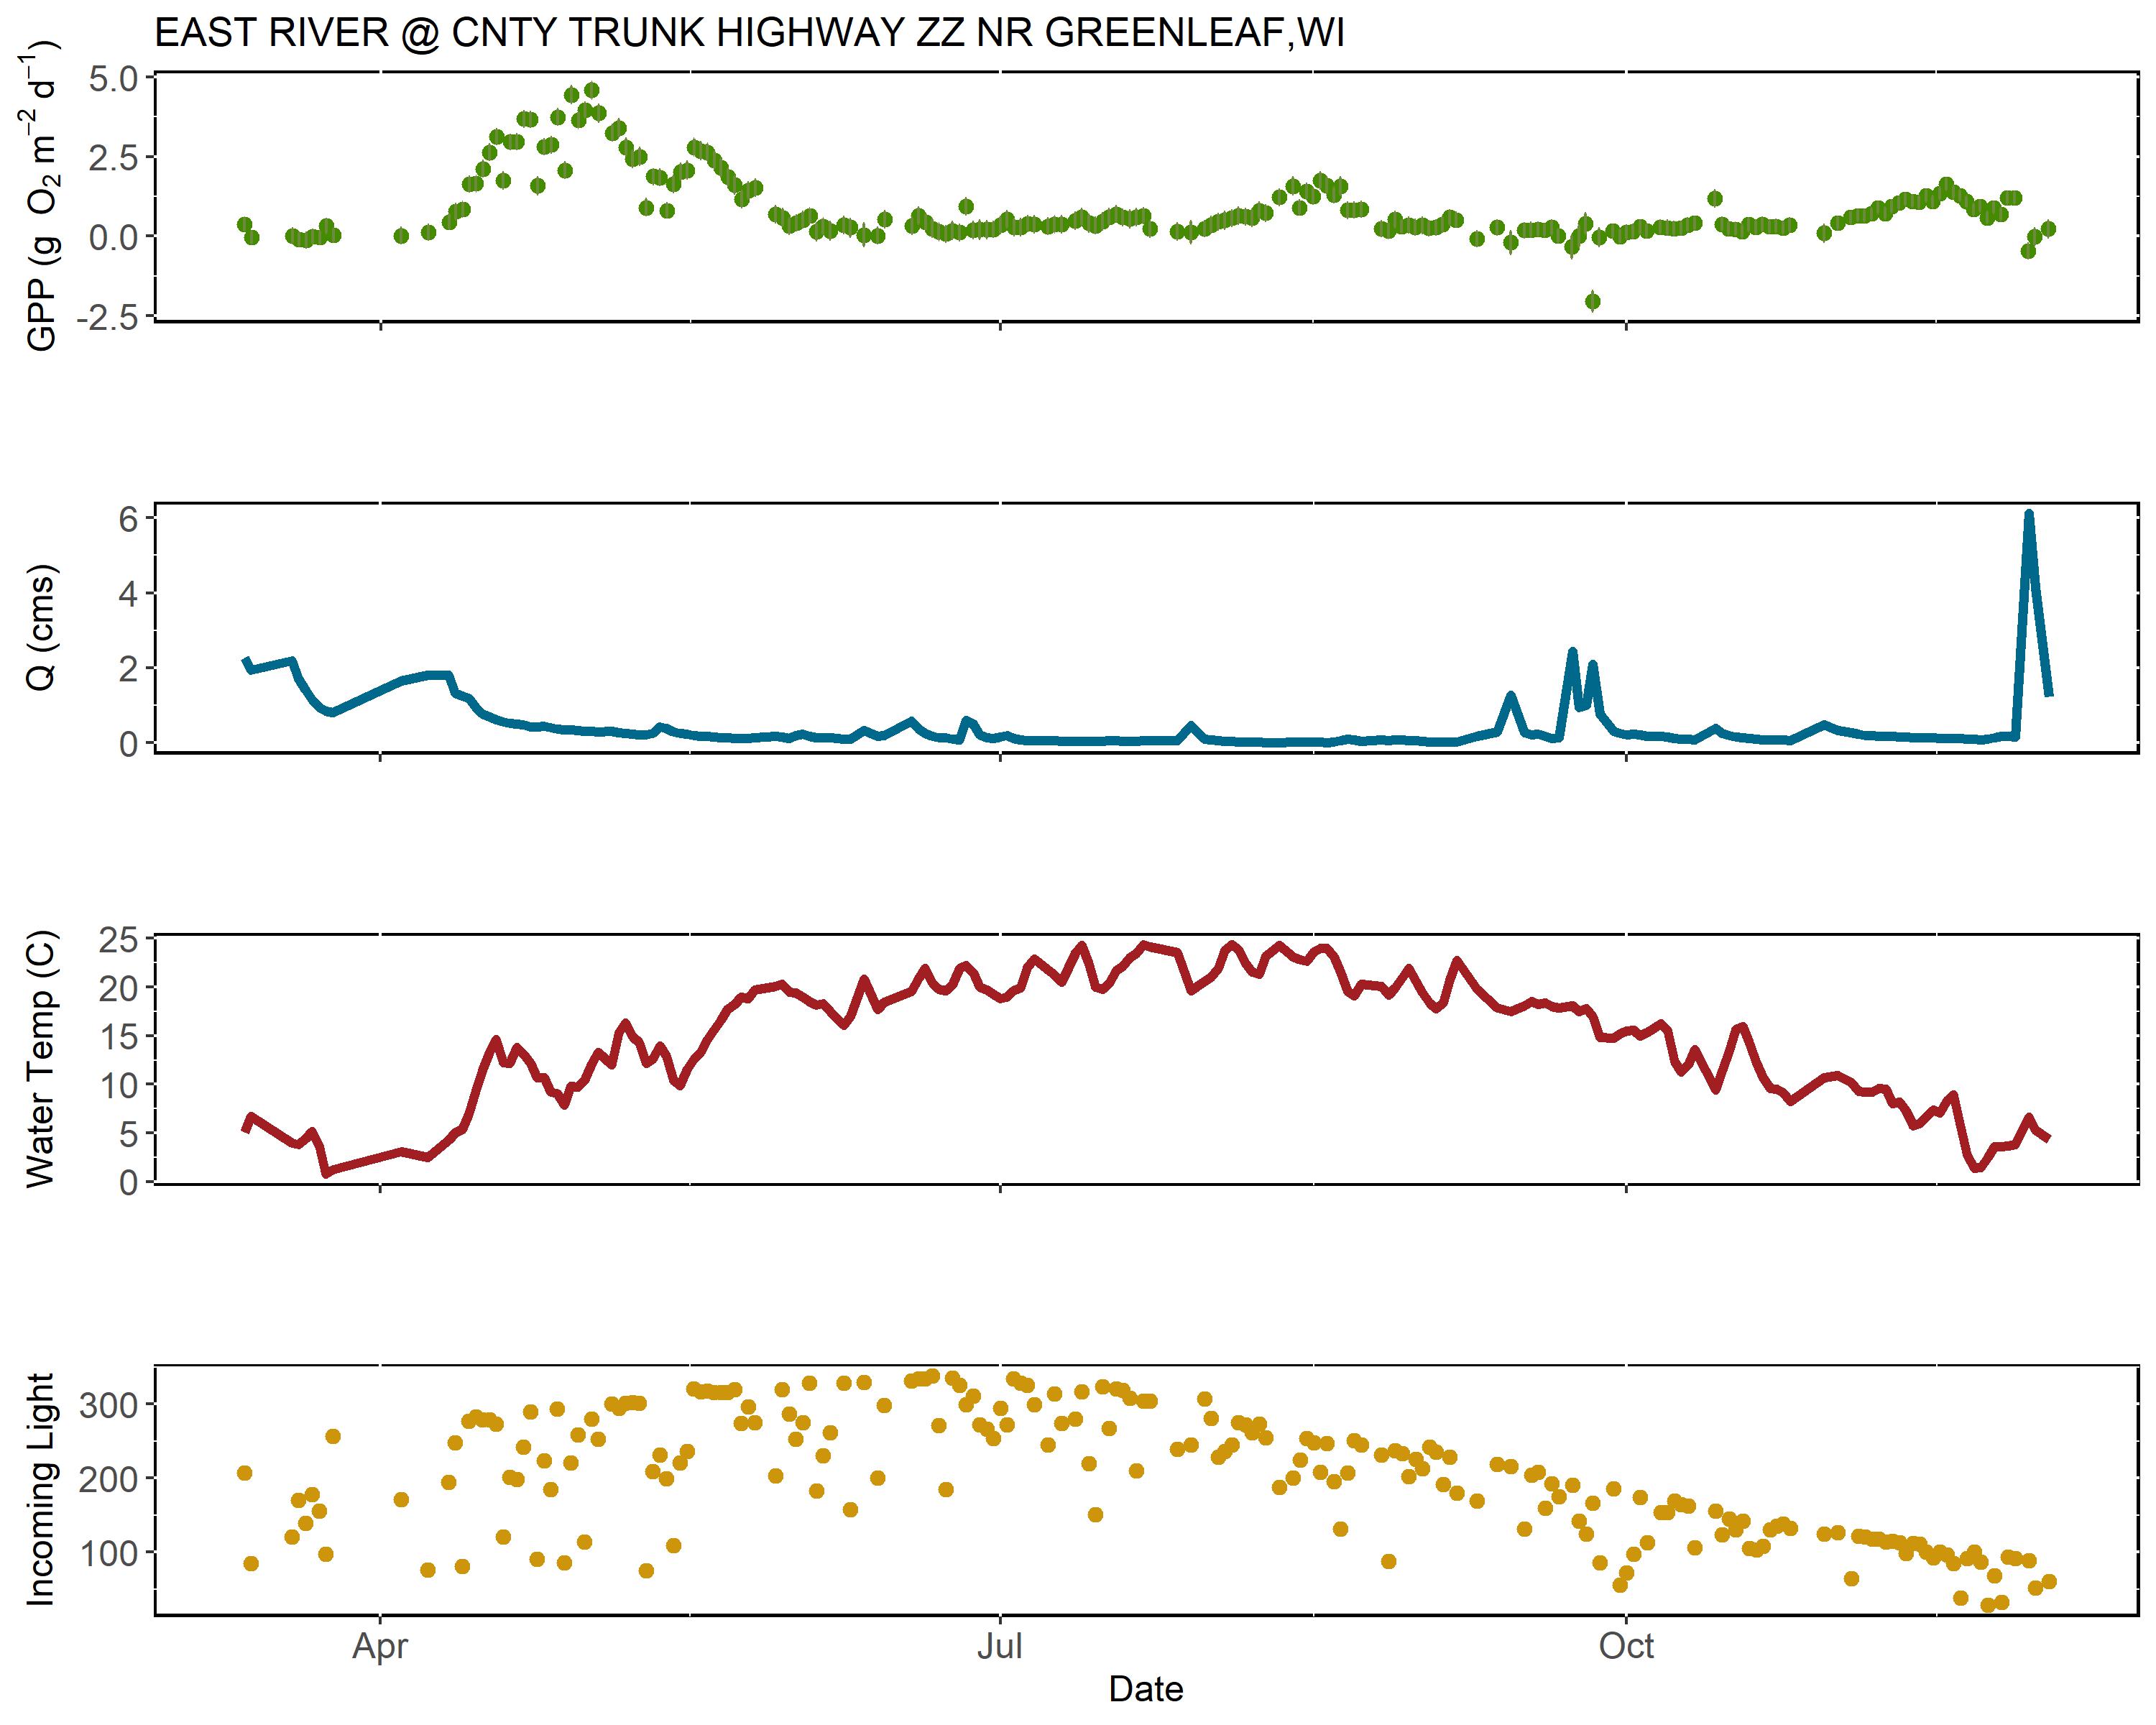 EAST RIVER @ CNTY TRUNK HIGHWAY ZZ NR GREENLEAF,WI
GPP (g O₂ m⁻² d⁻¹)
5.0
2.5
0.0
-2.5
Q (cms)
6
4
2
0
Water Temp (C)
25
20
15
10
5
0
Incoming Light
300
200
100
Apr Jul Oct
Date